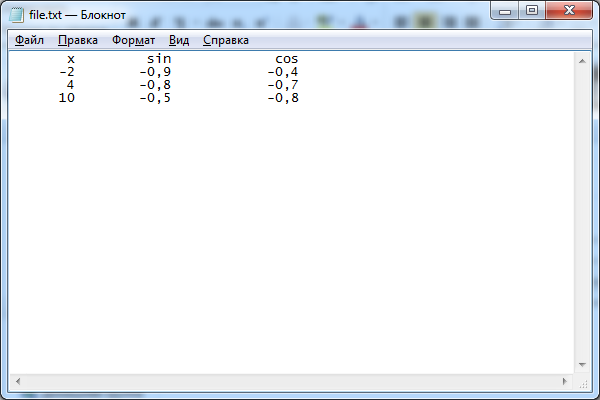 file.txt — Блокнот
Файл Правка Формат Вид Справка
x sin cos
-2 -0,9 -0,4
4 -0,8 -0,7
10 -0,5 -0,8